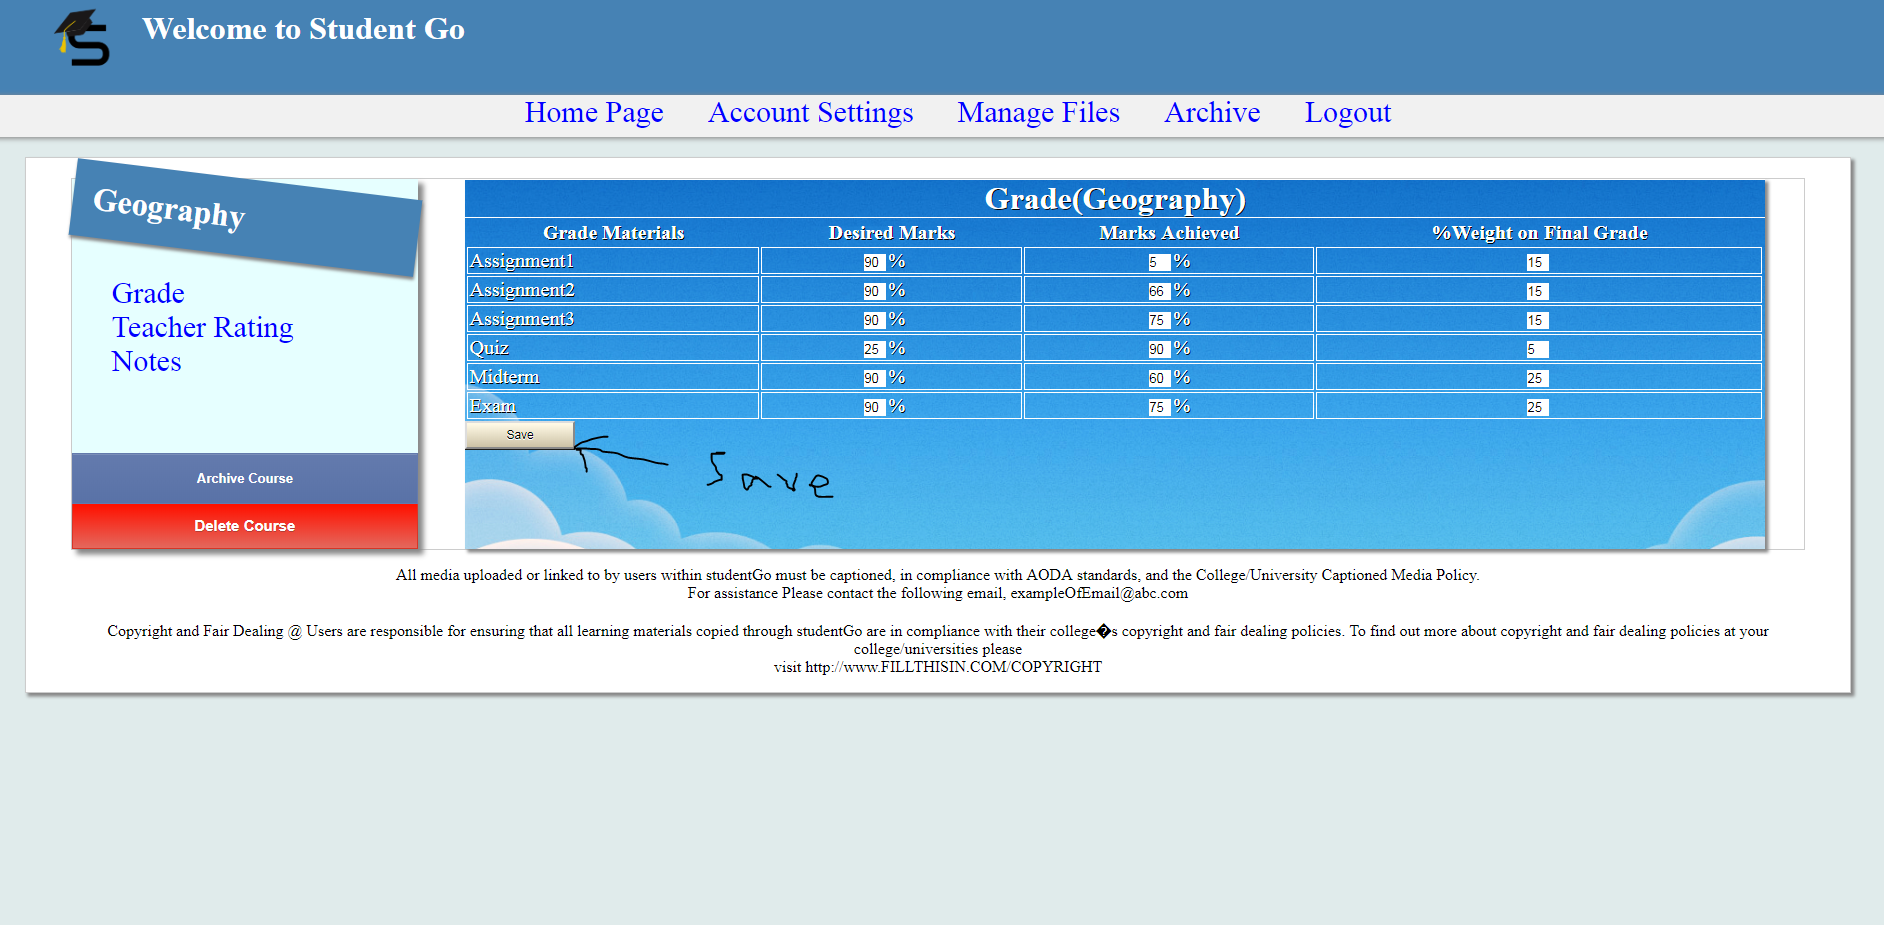 Welcome to Student Go
Home Page Account Settings Manage Files Archive Logout
Geography
Grade
Teacher Rating
Notes
Archive Course
Delete Course
Grade(Geography)
Grade Materials Desired Marks Marks Achieved %Weight on Final Grade
Assignment1 90 % 5 % 15
Assignment2 90 % 66 % 15
Assignment3 90 % 75 % 15
Quiz 25 % 90 % 5
Midterm 90 % 60 % 25
Exam 90 % 75 % 25
Save
Save
All media uploaded or linked to by users within studentGo must be captioned, in compliance with AODA standards, and the College/University Captioned Media Policy.
For assistance Please contact the following email, exampleOfEmail@abc.com
Copyright and Fair Dealing @ Users are responsible for ensuring that all learning materials copied through studentGo are in compliance with their college�s copyright and fair dealing policies. To find out more about copyright and fair dealing policies at your
college/universities please
visit http://www.FILLTHISIN.COM/COPYRIGHT